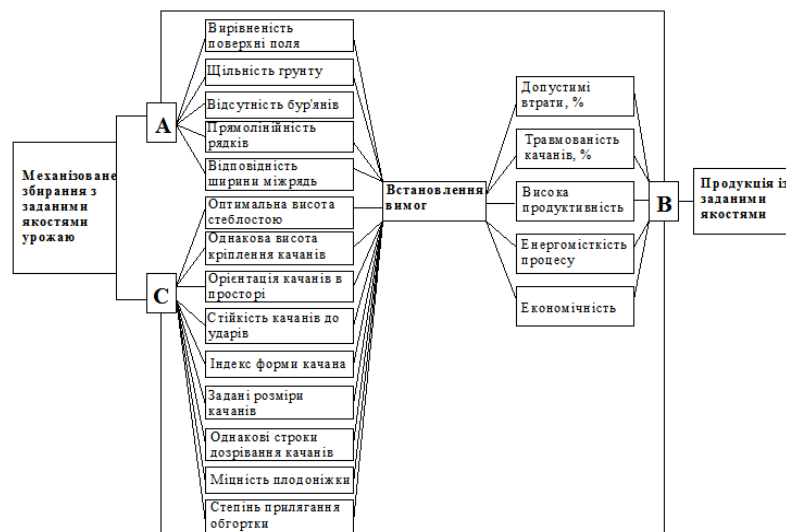 Механізоване
збирання з
заданими
якостями
урожаю
А
С
Вирівненість
поверхні поля
Щільність грунту
Відсутність бур'янів
Прямолінійність
рядків
Відповідність
ширини міжрядь
Оптимальна висота
стеблостою
Однакова висота
кріплення качанів
Орієнтація качанів в
просторі
Стійкість качанів до
ударів
Індекс форми качана
Задані розміри
качанів
Однакові строки
дозрівання качанів
Міцність плодоніжки
Степінь прилягання
обгортки
Встановлення
вимог
Допустимі
втрати, %
Травмованість
качанів, %
Висока
продуктивність
Енергомісткість
процесу
Економічність
В
Продукція із
заданими
якостями